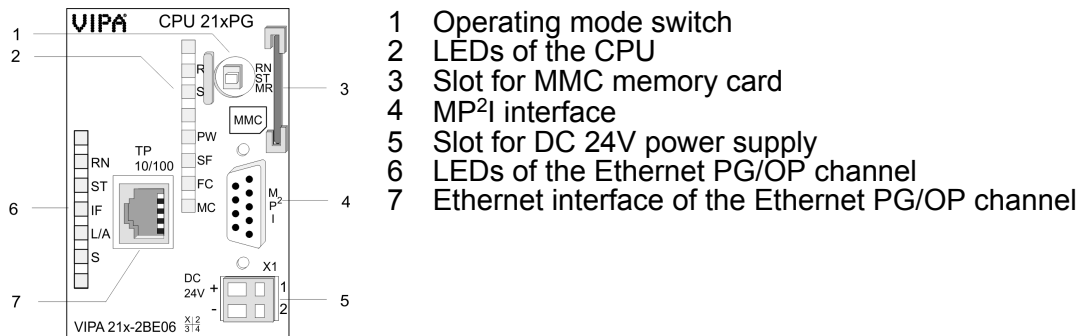 VIPA CPU 21xPG
1
2
R
S
RN
ST
MR
3
MMC
PW
SF
FC
MC
TP
10/100
RN
ST
IF
L/A
S
6
M
P²
I
4
X1
DC
24V
+
-
1
2
5
7
VIPA 21x-2BE06
X 2
3 4
1 Operating mode switch
2 LEDs of the CPU
3 Slot for MMC memory card
4 MP²I interface
5 Slot for DC 24V power supply
6 LEDs of the Ethernet PG/OP channel
7 Ethernet interface of the Ethernet PG/OP channel